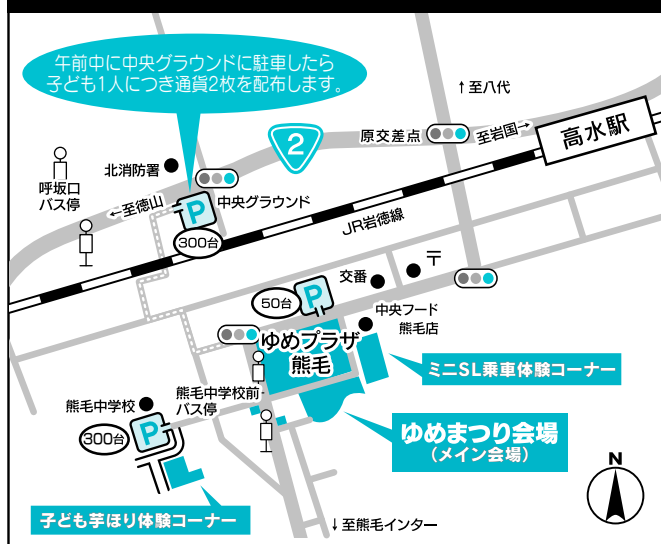 午前中に中央グラウンドに駐車したら
子ども1人につき通貨2枚を配布します。
↑至八代
原交差点
至岩国→
高水駅
2
北消防署
呼坂口
バス停
←至徳山
P
中央グラウンド
300台
JR岩徳線
〒
交番
50台
P
中央フード
熊毛店
ゆめプラザ
熊毛
ミニSL乗車体験コーナー
熊毛中学校前
バス停
熊毛中学校
300台
P
ゆめまつり会場
(メイン会場)
N
子ども芋ほり体験コーナー
↓至熊毛インター